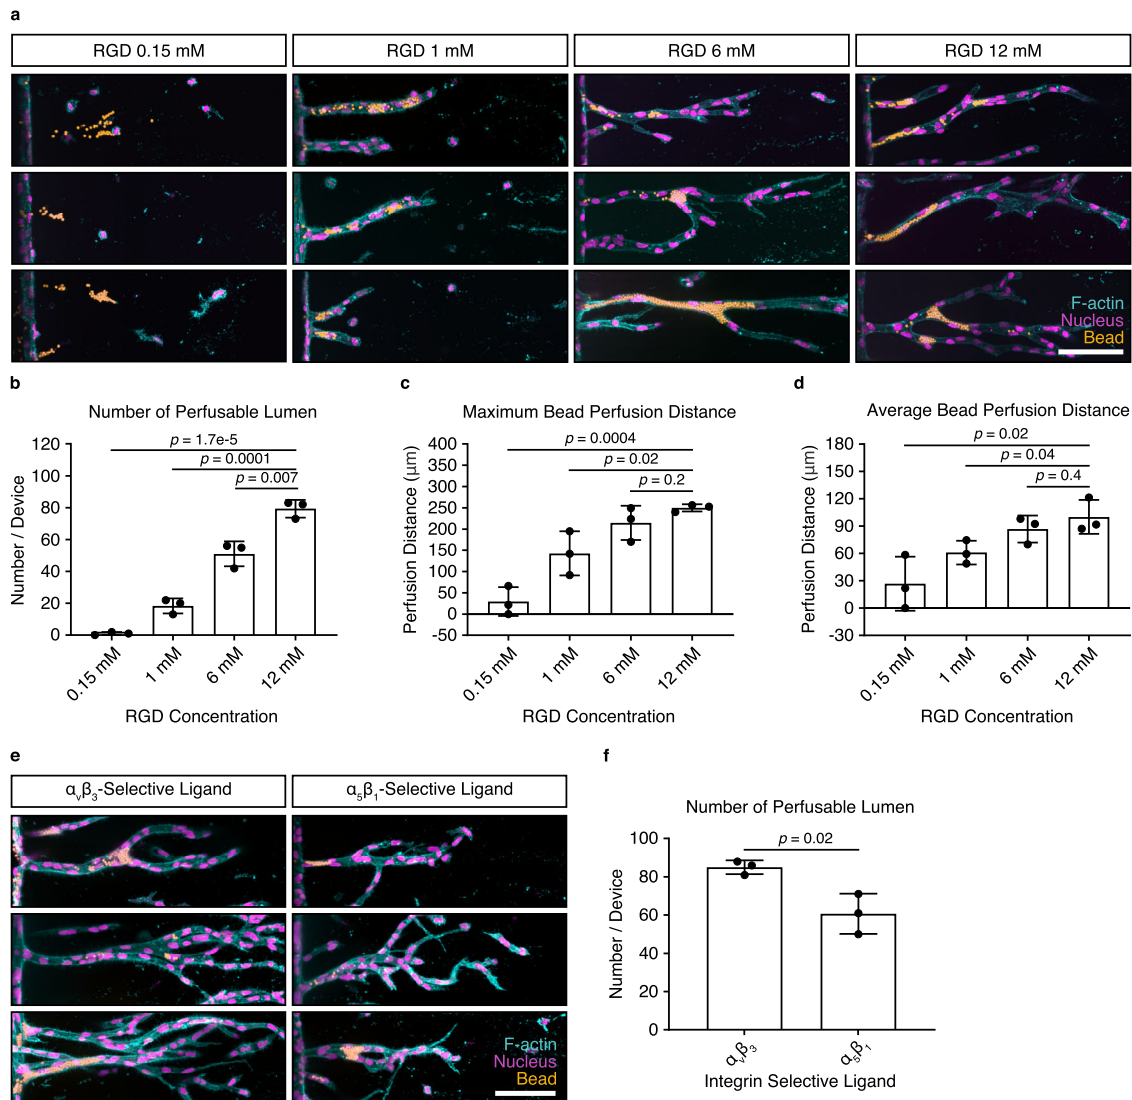 a
RGD 0.15 mM
RGD 1 mM
RGD 6 mM
RGD 12 mM
F-actin
Nucleus
Bead
b
Number of Perfusable Lumen
p = 1.7e-5
p = 0.0001
p = 0.007
120
100
80
60
40
20
0
Number / Device
0.15 mM
1 mM
6 mM
12 mM
RGD Concentration
c
Maximum Bead Perfusion Distance
p = 0.0004
p = 0.02
p = 0.2
400
350
300
250
200
150
100
50
0
-50
Perfusion Distance (μm)
0.15 mM
1 mM
6 mM
12 mM
RGD Concentration
d
Average Bead Perfusion Distance
p = 0.02
p = 0.04
p = 0.4
180
150
120
90
60
30
0
-30
Perfusion Distance (μm)
0.15 mM
1 mM
6 mM
12 mM
RGD Concentration
e
αvβ3-Selective Ligand
α5β1-Selective Ligand
F-actin
Nucleus
Bead
f
Number of Perfusable Lumen
p = 0.02
100
80
60
40
20
0
Number / Device
αvβ3
α5β1
Integrin Selective Ligand